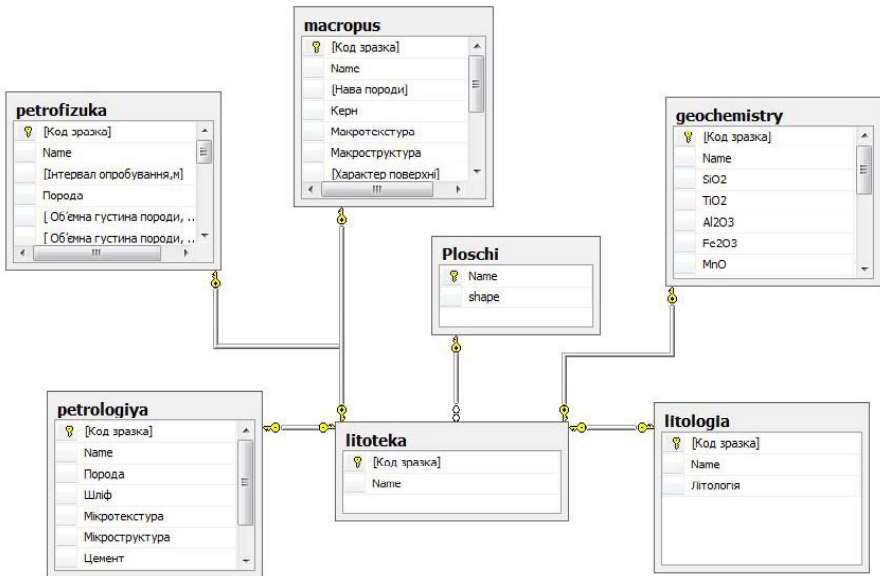 macropus
[Код зразка]
Name
[Нава породи]
Керн
Макротекстура
Макроструктура
[Характер поверхні]
petrofizuka
[Код зразка]
Name
[Інтервал опробування,м]
Порода
[ Об'ємна густина породи, ..
[ Об'ємна густина породи, ..
geochemistry
[Код зразка]
Name
SiO2
TiO2
Al2O3
Fe2O3
MnO
Ploschi
Name
shape
petrologiya
[Код зразка]
Name
Порода
Шліф
Мікротекстура
Мікроструктура
Цемент
litoteka
[Код зразка]
Name
litologia
[Код зразка]
Name
Літологія